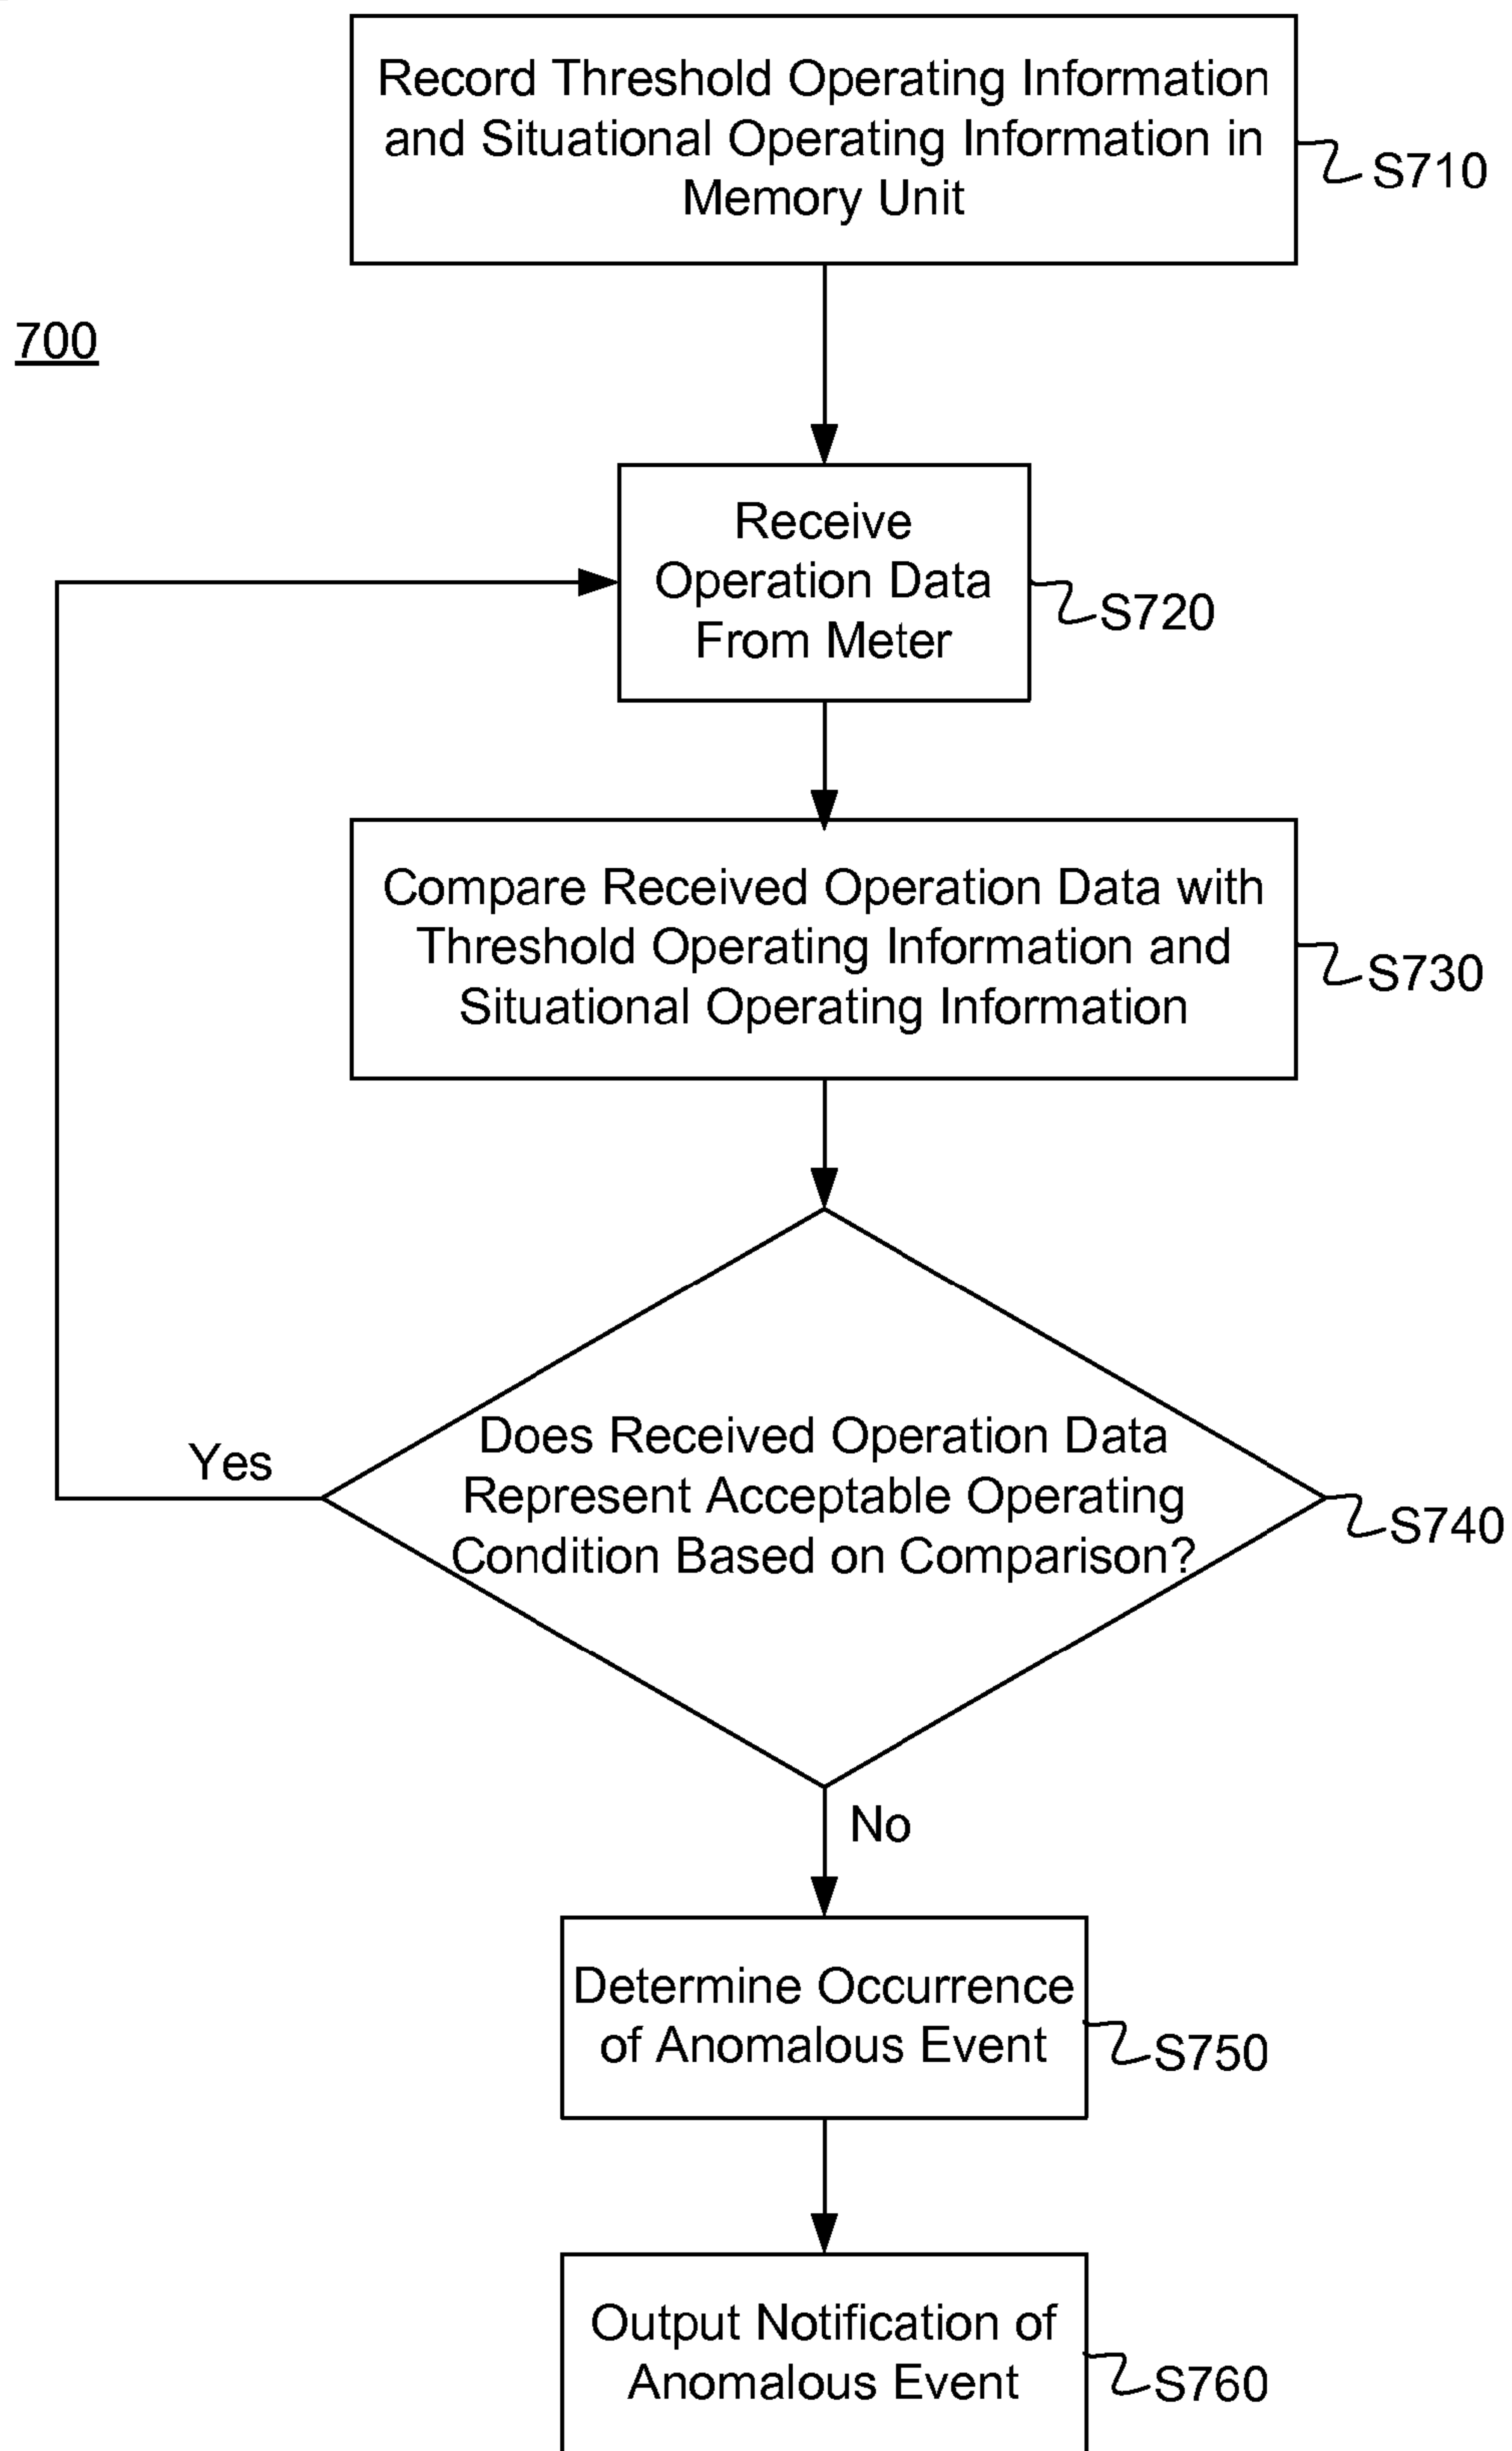 Record Threshold Operating Information
and Situational Operating Information in
Memory Unit
S710
700
Receive
Operation Data
From Meter
S720
Compare Received Operation Data with
Threshold Operating Information and
Situational Operating Information
S730
Does Received Operation Data
Represent Acceptable Operating
Condition Based on Comparison?
Yes
S740
No
Determine Occurrence
of Anomalous Event
S750
Output Notification of
Anomalous Event
S760